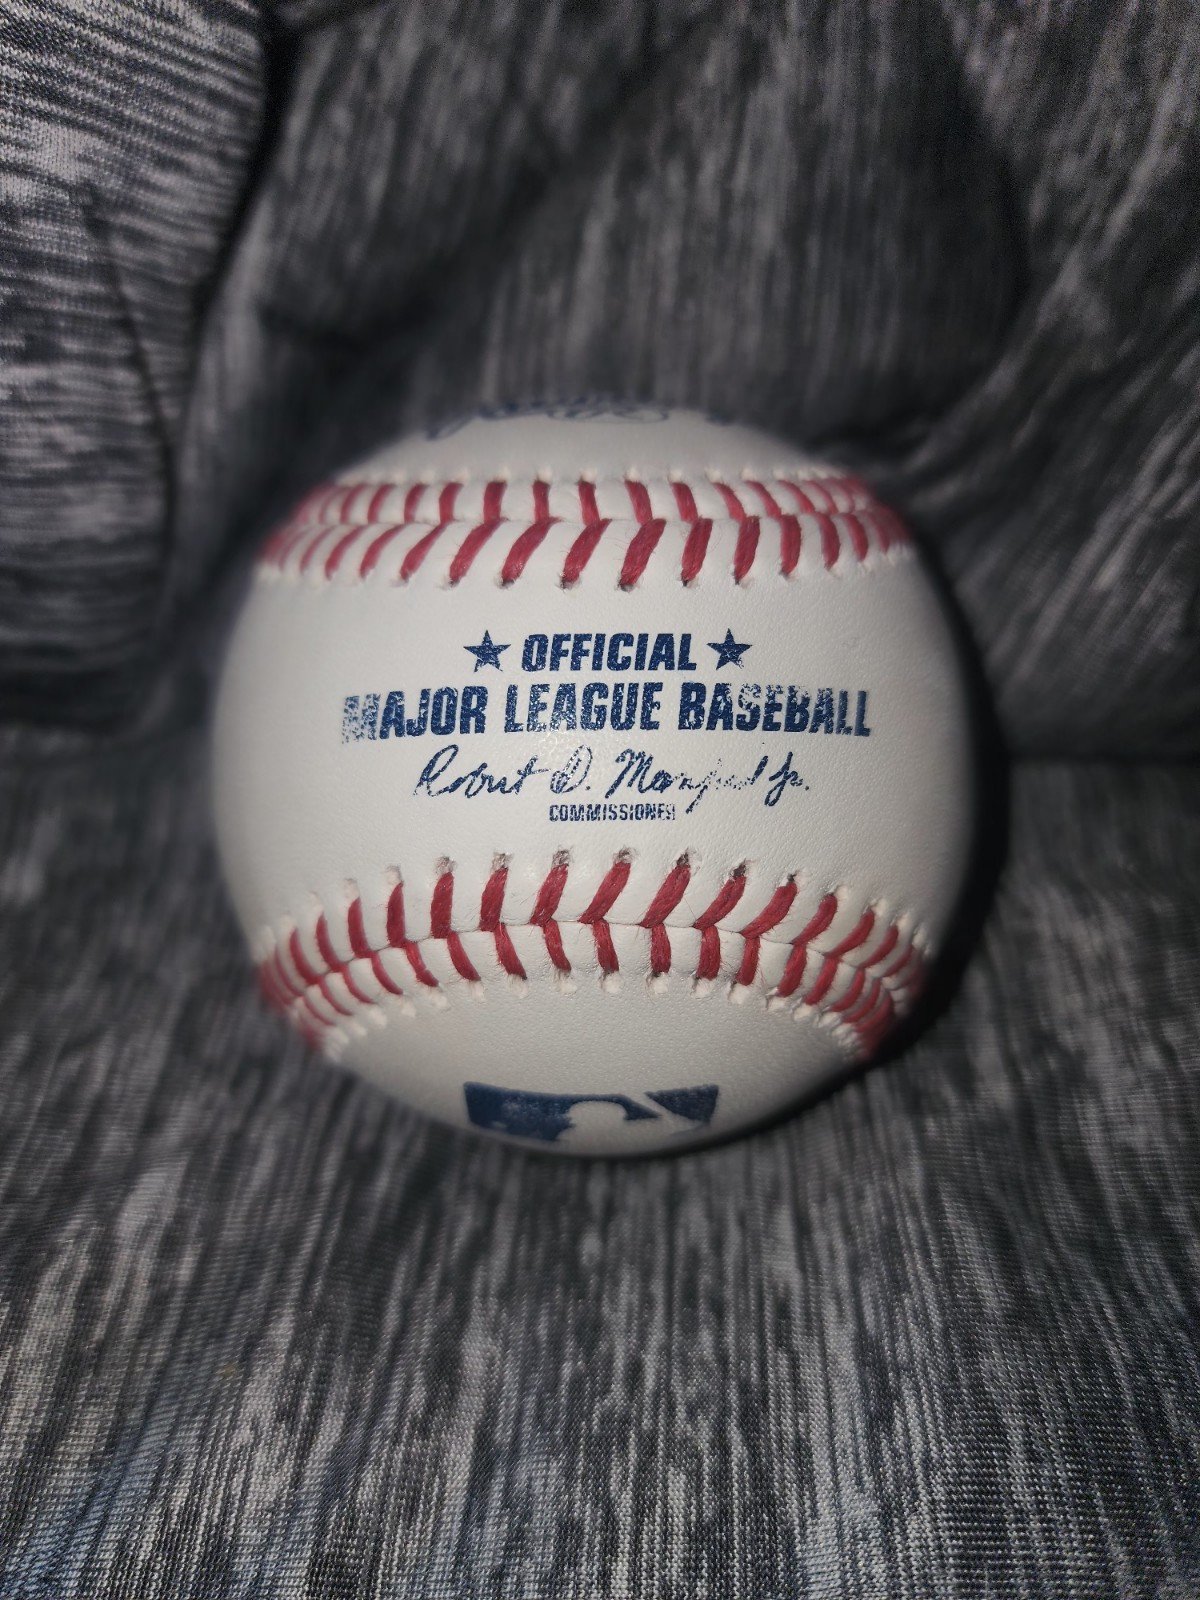 ★ OFFICIAL ★
MAJOR LEAGUE BASEBALL
Robert D. Manfred Jr.
COMMISSIONER